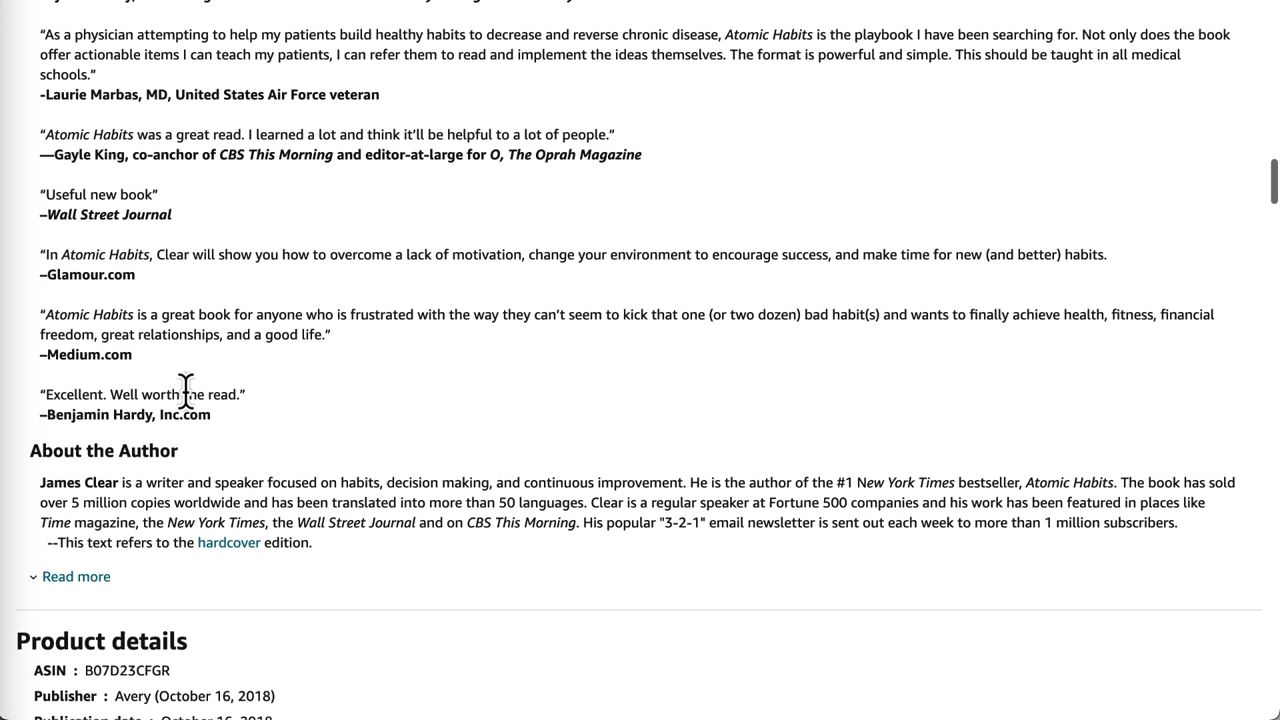 “As a physician attempting to help my patients build healthy habits to decrease and reverse chronic disease, Atomic Habits is the playbook I have been searching for. Not only does the book
offer actionable items I can teach my patients, I can refer them to read and implement the ideas themselves. The format is powerful and simple. This should be taught in all medical
schools.”
-Laurie Marbas, MD, United States Air Force veteran
“Atomic Habits was a great read. I learned a lot and think it’ll be helpful to a lot of people.”
—Gayle King, co-anchor of CBS This Morning and editor-at-large for O, The Oprah Magazine
“Useful new book”
–Wall Street Journal
“In Atomic Habits, Clear will show you how to overcome a lack of motivation, change your environment to encourage success, and make time for new (and better) habits.
–Glamour.com
“Atomic Habits is a great book for anyone who is frustrated with the way they can’t seem to kick that one (or two dozen) bad habit(s) and wants to finally achieve health, fitness, financial
freedom, great relationships, and a good life.”
–Medium.com
“Excellent. Well worth the read.”
–Benjamin Hardy, Inc.com
About the Author
James Clear is a writer and speaker focused on habits, decision making, and continuous improvement. He is the author of the #1 New York Times bestseller, Atomic Habits. The book has sold
over 5 million copies worldwide and has been translated into more than 50 languages. Clear is a regular speaker at Fortune 500 companies and his work has been featured in places like
Time magazine, the New York Times, the Wall Street Journal and on CBS This Morning. His popular "3-2-1" email newsletter is sent out each week to more than 1 million subscribers.
--This text refers to the hardcover edition.
Read more
Product details
ASIN : B07D23CFGR
Publisher : Avery (October 16, 2018)
Publication date : October 16, 2018